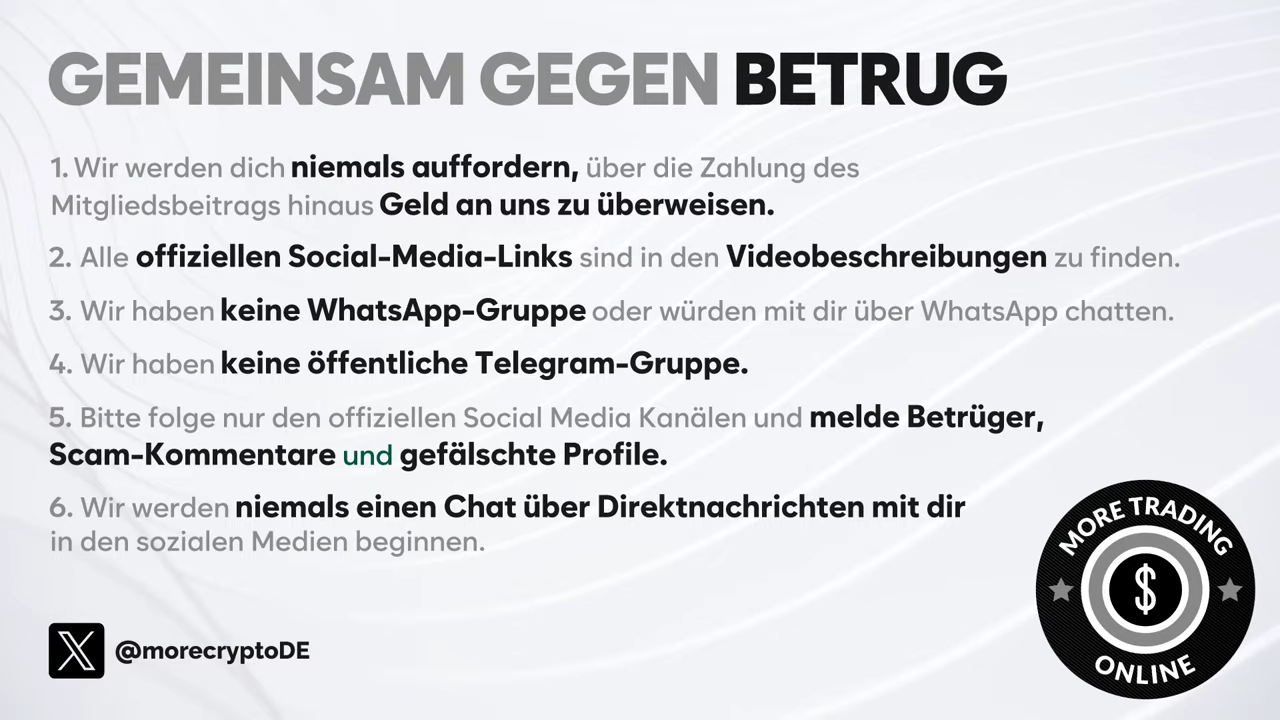 GEMEINSAM GEGEN BETRUG
1. Wir werden dich niemals auffordern, über die Zahlung des
Mitgliedsbeitrags hinaus Geld an uns zu überweisen.
2. Alle offiziellen Social-Media-Links sind in den Videobeschreibungen zu finden.
3. Wir haben keine WhatsApp-Gruppe oder würden mit dir über WhatsApp chatten.
4. Wir haben keine öffentliche Telegram-Gruppe.
5. Bitte folge nur den offiziellen Social Media Kanälen und melde Betrüger,
Scam-Kommentare und gefälschte Profile.
6. Wir werden niemals einen Chat über Direktnachrichten mit dir
in den sozialen Medien beginnen.
@morecryptoDE
MORE TRADING
$
ONLINE